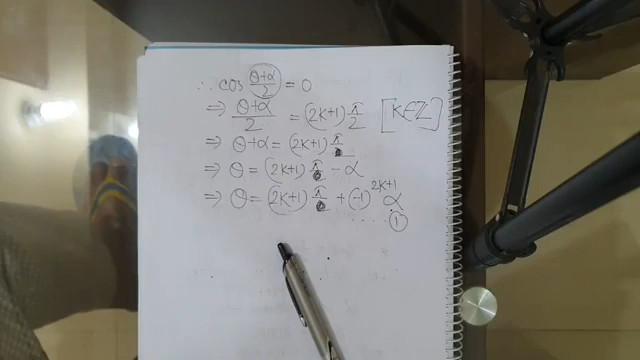 ∴ cos (θ+α)/2 = 0
⇒ (θ+α)/2 = (2K+1) π/2 [K∈Z]
⇒ θ+α = (2K+1) π
⇒ θ = (2K+1) π - α
⇒ θ = (2K+1) π + (-1)^(2K+1) α
.....①